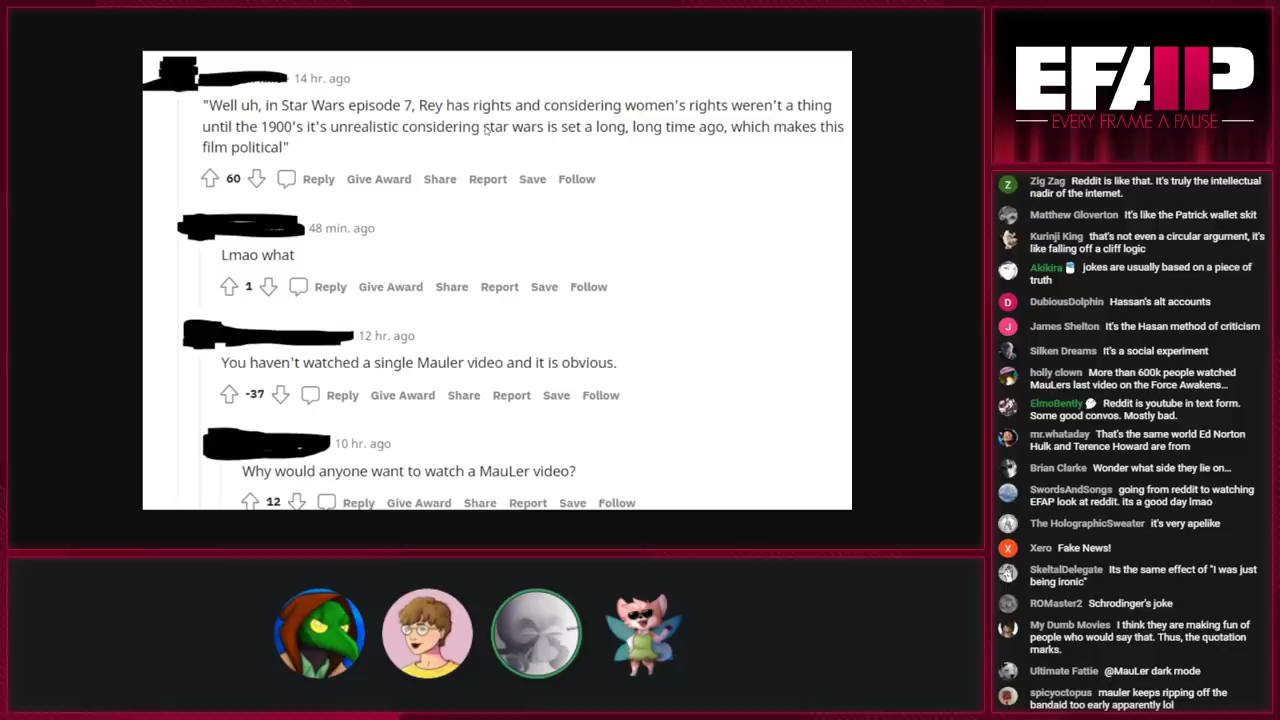 14 hr. ago
"Well uh, in Star Wars episode 7, Rey has rights and considering women's rights weren't a thing
until the 1900's it's unrealistic considering star wars is set a long, long time ago, which makes this
film political"
60 Reply Give Award Share Report Save Follow
48 min. ago
Lmao what
1 Reply Give Award Share Report Save Follow
12 hr. ago
You haven't watched a single Mauler video and it is obvious.
-37 Reply Give Award Share Report Save Follow
10 hr. ago
Why would anyone want to watch a MauLer video?
12 Reply Give Award Share Report Save Follow
EFAP
EVERY FRAME A PAUSE
Z
Zig Zag Reddit is like that. It's truly the intellectual
nadir of the internet.
Matthew Gloverton It's like the Patrick wallet skit
Kurinji King that's not even a circular argument, it's
like falling off a cliff logic
Akikira jokes are usually based on a piece of
truth
D
DubiousDolphin Hassan's alt accounts
J
James Shelton It's the Hasan method of criticism
Silken Dreams It's a social experiment
holly clown More than 600k people watched
MauLers last video on the Force Awakens...
ElmoBently Reddit is youtube in text form.
Some good convos. Mostly bad.
mr.whataday That's the same world Ed Norton
Hulk and Terence Howard are from
Brian Clarke Wonder what side they lie on...
SwordsAndSongs going from reddit to watching
EFAP look at reddit. its a good day lmao
The HolographicSweater it's very apelike
X
Xero Fake News!
SkeltalDelegate Its the same effect of "I was just
being ironic"
ROMaster2 Schrodinger's joke
My Dumb Movies I think they are making fun of
people who would say that. Thus, the quotation
marks.
Ultimate Fattie @MauLer dark mode
spicyoctopus mauler keeps ripping off the
bandaid too early apparently lol